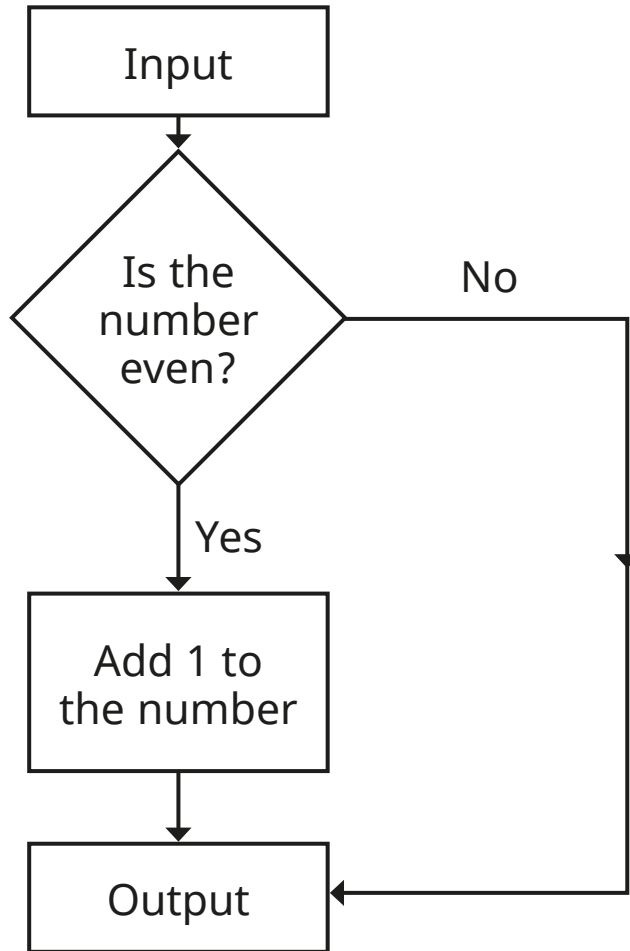 Input
Is the
number
even?
No
Yes
Add 1 to
the number
Output